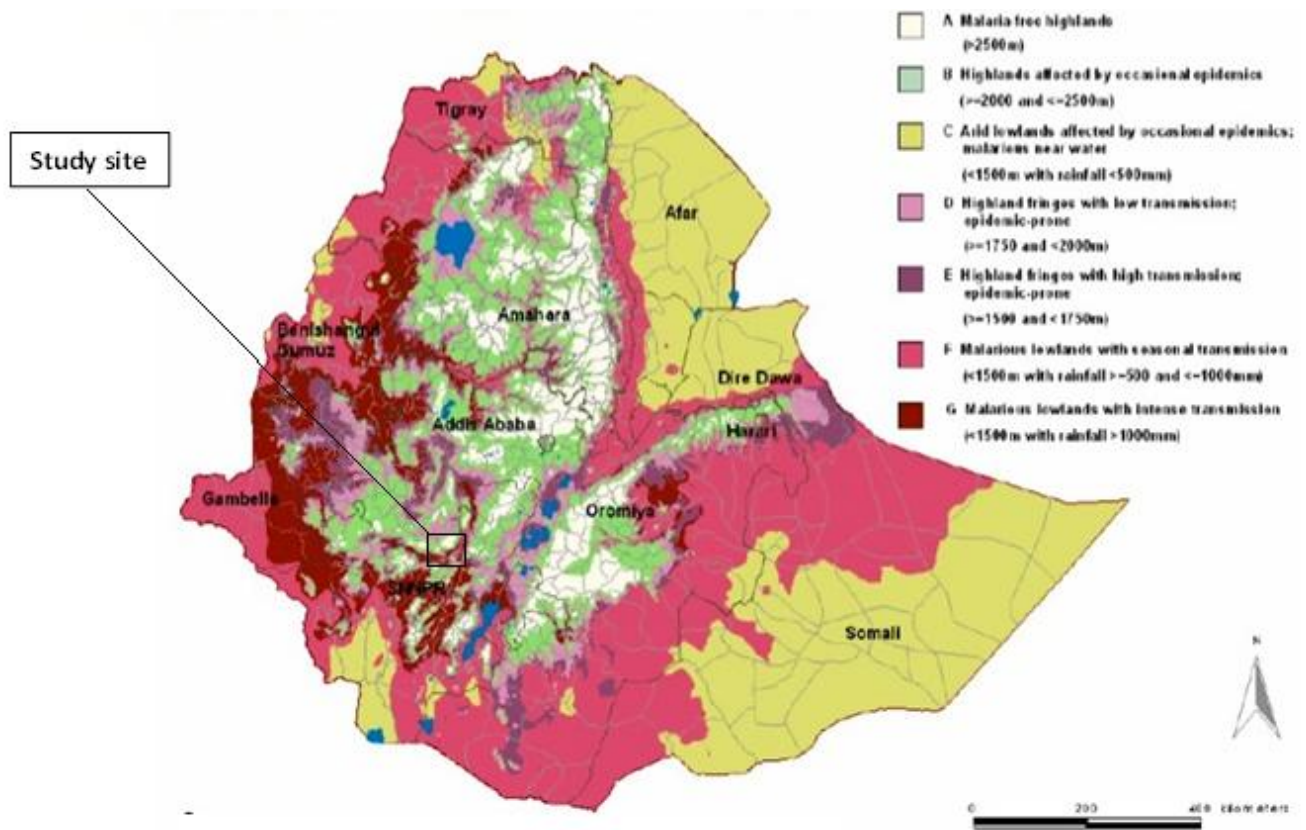 A Malaria free highlands
(>2500m)
B Highlands affected by occasional epidemics
(>=2000 and <=2500m)
C Arid lowlands affected by occasional epidemics;
malarious near water
(<1500m with rainfall <500mm)
D Highland fringes with low transmission;
epidemic-prone
(>=1750 and <2000m)
E Highland fringes with high transmission;
epidemic-prone
(>=1500 and <1750m)
F Malarious lowlands with seasonal transmission
(<1500m with rainfall >=500 and <=1000mm)
G Malarious lowlands with intense transmission
(<1500m with rainfall >1000mm)
Study site
Tigray
Afar
Amahara
Benishangul
Gumuz
Dire Dawa
Addis Ababa
Harari
Gambella
Oromiya
SNNPR
Somali
N
0 200 400 kilometers